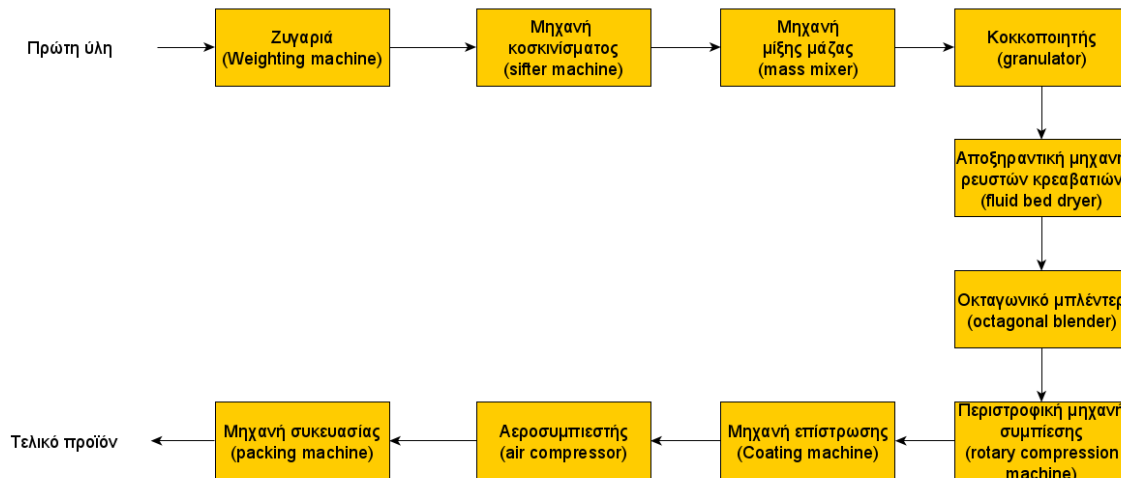 Πρώτη ύλη
Ζυγαριά
(Weighting machine)
Μηχανή
κοσκινίσματος
(sifter machine)
Μηχανή
μίξης μάζας
(mass mixer)
Κοκκοποιητής
(granulator)
Αποξηραντική μηχανή
ρευστών κρεαβατιών
(fluid bed dryer)
Οκταγωνικό μπλέντερ
(octagonal blender)
Περιστροφική μηχανή
συμπίεσης
(rotary compression
machine)
Μηχανή επίστρωσης
(Coating machine)
Αεροσυμπιεστής
(air compressor)
Μηχανή συκευασίας
(packing machine)
Τελικό προϊόν